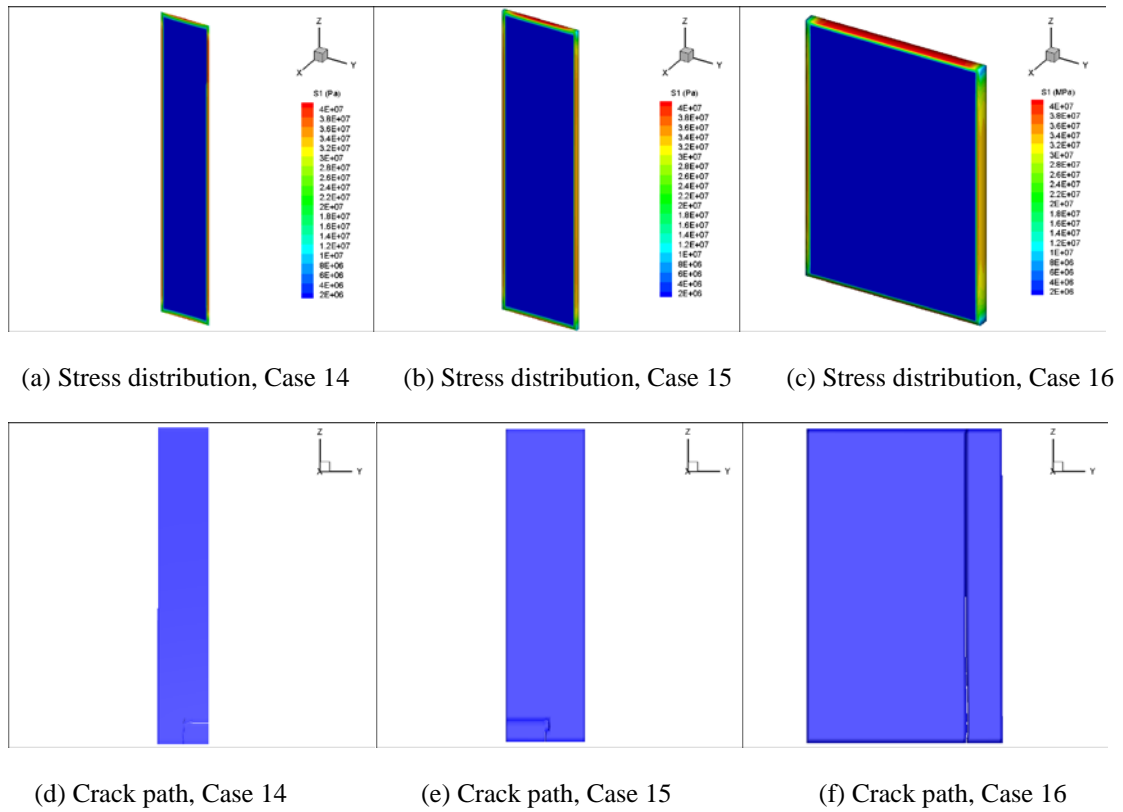 Z
X
Y
S1 (Pa)
4E+07
3.8E+07
3.6E+07
3.4E+07
3.2E+07
3E+07
2.8E+07
2.6E+07
2.4E+07
2.2E+07
2E+07
1.8E+07
1.6E+07
1.4E+07
1.2E+07
1E+07
8E+06
6E+06
4E+06
2E+06
Z
X
Y
S1 (Pa)
4E+07
3.8E+07
3.6E+07
3.4E+07
3.2E+07
3E+07
2.8E+07
2.6E+07
2.4E+07
2.2E+07
2E+07
1.8E+07
1.6E+07
1.4E+07
1.2E+07
1E+07
8E+06
6E+06
4E+06
2E+06
Z
X
Y
S1 (MPa)
4E+07
3.8E+07
3.6E+07
3.4E+07
3.2E+07
3E+07
2.8E+07
2.6E+07
2.4E+07
2.2E+07
2E+07
1.8E+07
1.6E+07
1.4E+07
1.2E+07
1E+07
8E+06
6E+06
4E+06
2E+06
(a) Stress distribution, Case 14
(b) Stress distribution, Case 15
(c) Stress distribution, Case 16
Z
X Y
Z
X Y
Z
X Y
(d) Crack path, Case 14
(e) Crack path, Case 15
(f) Crack path, Case 16